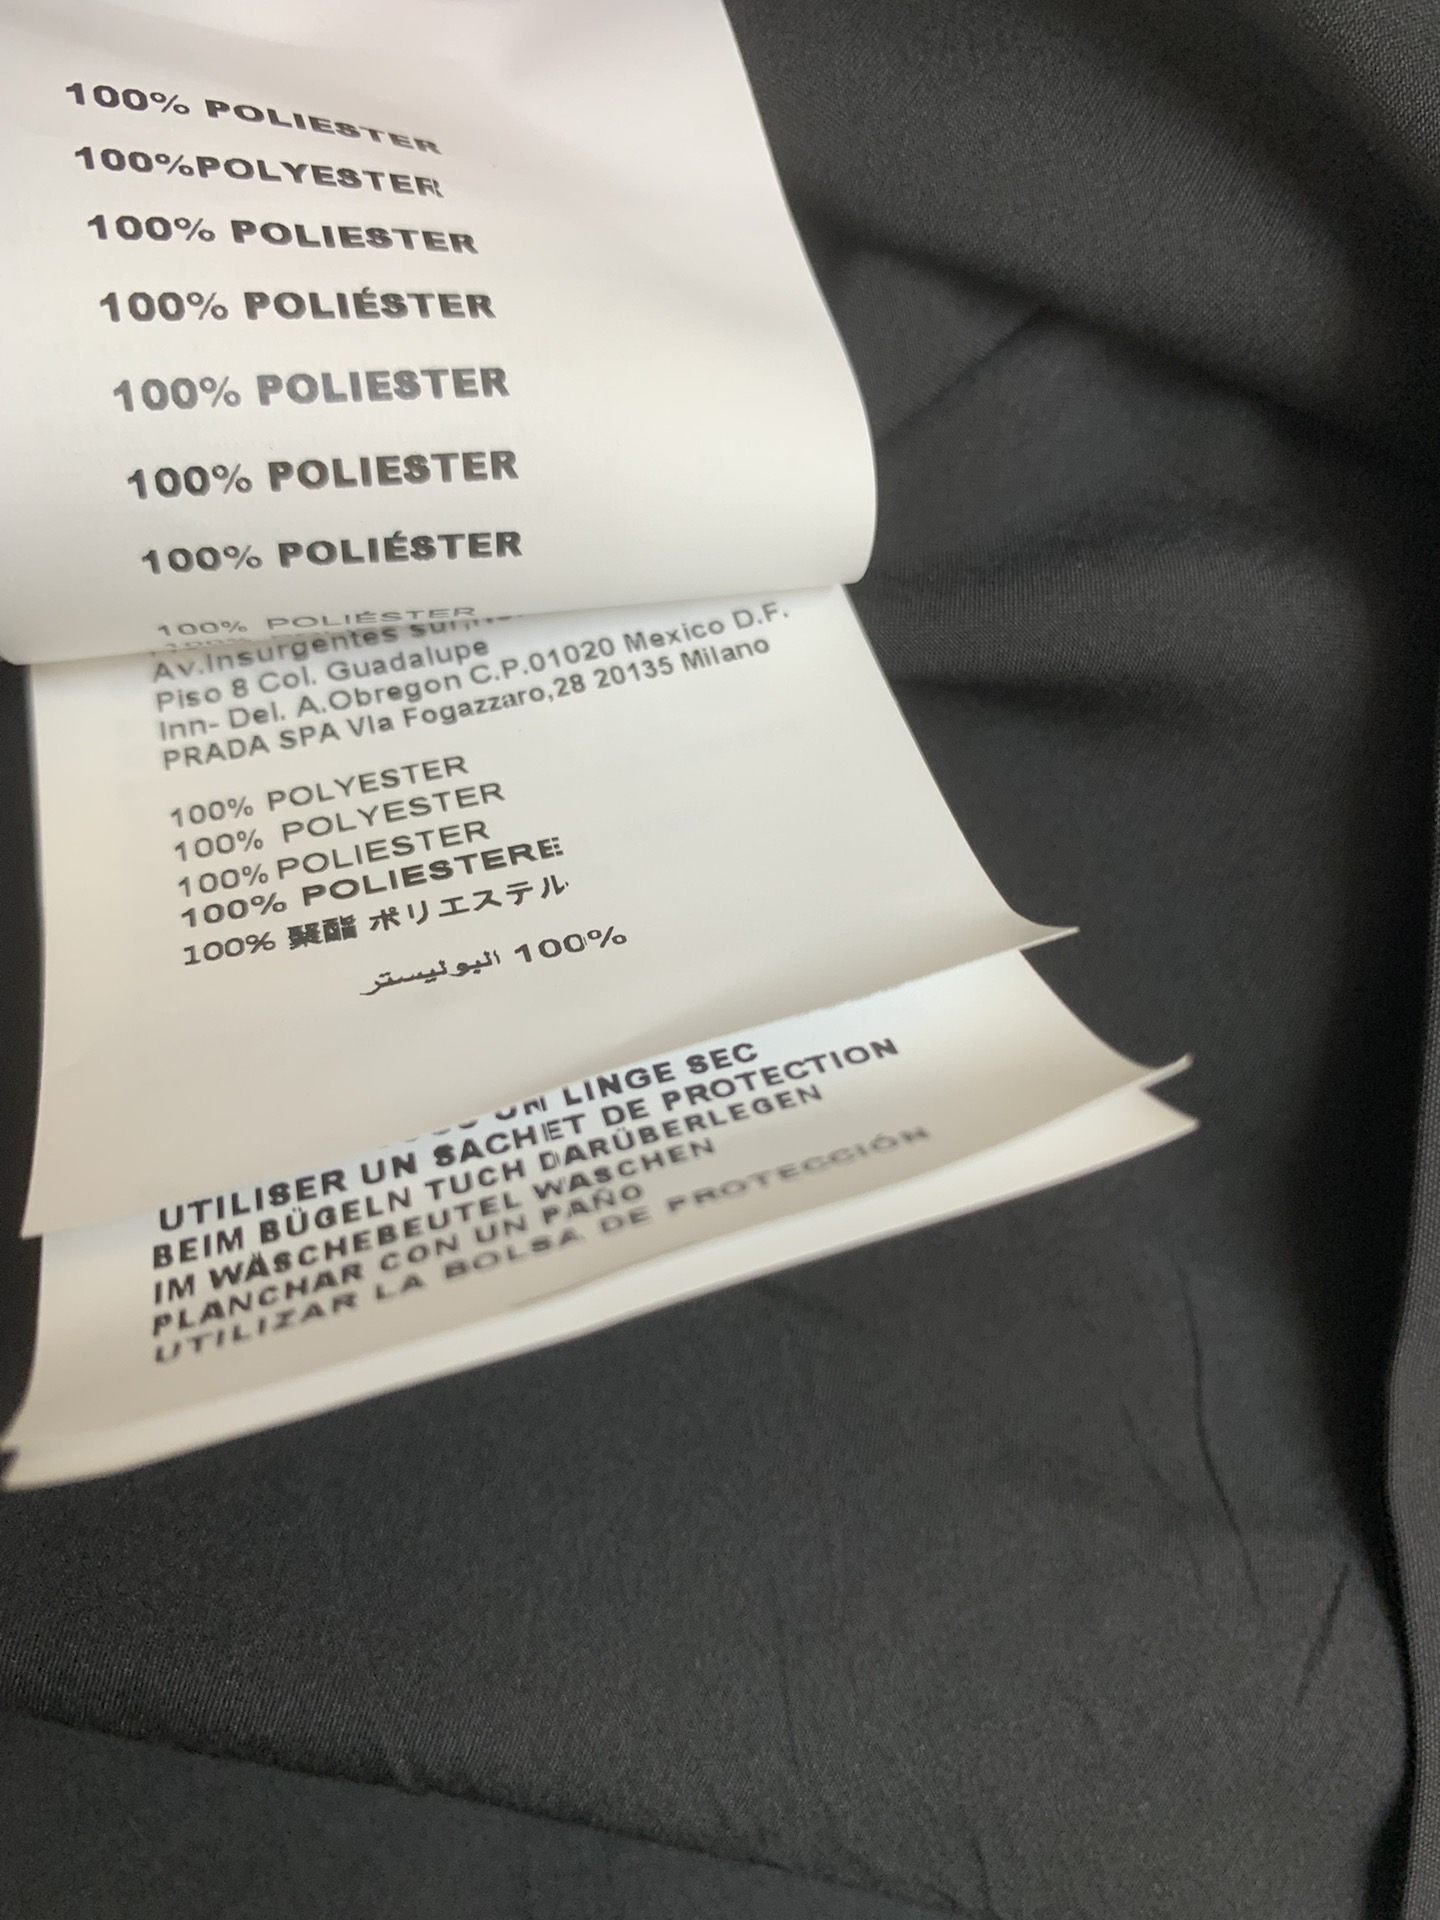 100% POLIESTER
100%POLYESTER
100% POLIESTER
100% POLIÉSTER
100% POLIESTER
100% POLIESTER
100% POLIÉSTER
100% POLIÉSTER
Av.Insurgentes sur,
Piso 8 Col. Guadalupe
Inn- Del. A.Obregon C.P.01020 Mexico D.F.
PRADA SPA VIa Fogazzaro,28 20135 Milano
100% POLYESTER
100% POLYESTER
100% POLIESTER
100% POLIESTERE
100% 聚酯 ポリエステル
100% البوليستر
UN LINGE SEC
UTILISER UN SACHET DE PROTECTION
BEIM BÜGELN TUCH DARÜBERLEGEN
IM WÄSCHEBEUTEL WASCHEN
PLANCHAR CON UN PAÑO
UTILIZAR LA BOLSA DE PROTECCIÓN